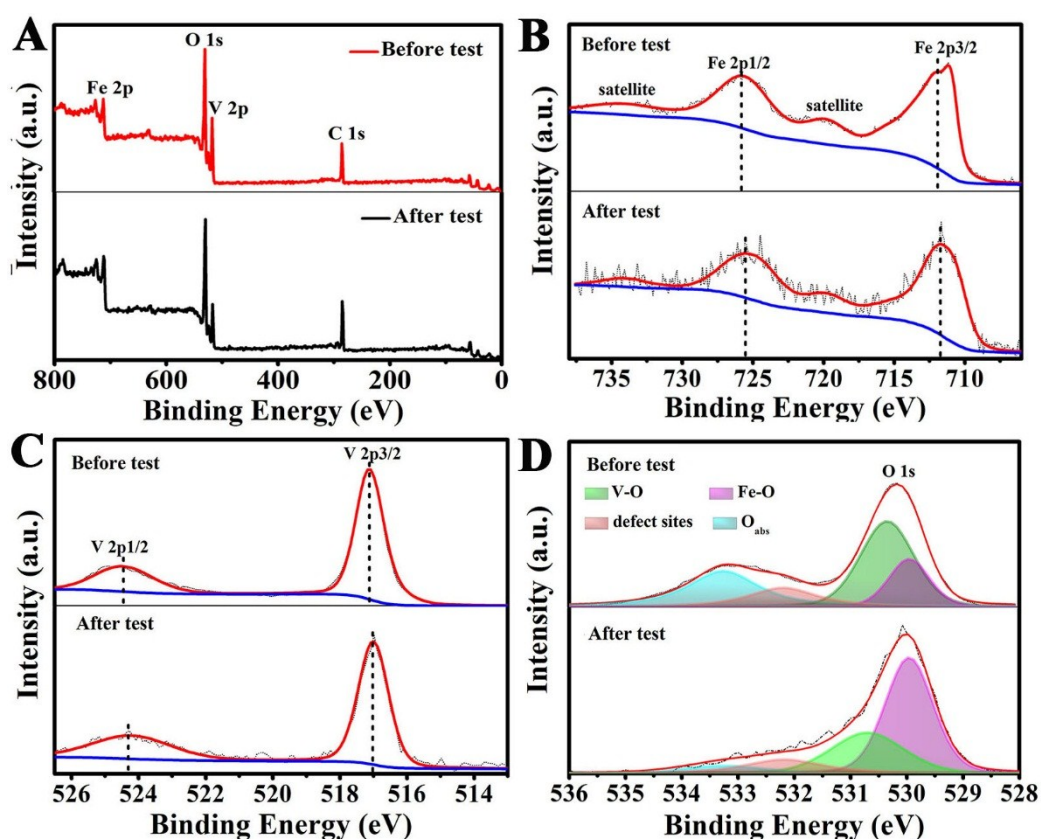 A
O 1s
Before test
Fe 2p
V 2p
C 1s
After test
Intensity (a.u.)
800 600 400 200 0
Binding Energy (eV)
B
Before test
Fe 2p3/2
Fe 2p1/2
satellite
satellite
After test
Intensity (a.u.)
Intensity (a.u.)
735 730 725 720 715 710
Binding Energy (eV)
C
Before test
V 2p3/2
V 2p1/2
After test
Intensity (a.u.)
526 524 522 520 518 516 514
Binding Energy (eV)
D
Before test
O 1s
V-O
Fe-O
defect sites
Oabs
After test
Intensity (a.u.)
Intensity (a.u.)
536 535 534 533 532 531 530 529 528
Binding Energy (eV)